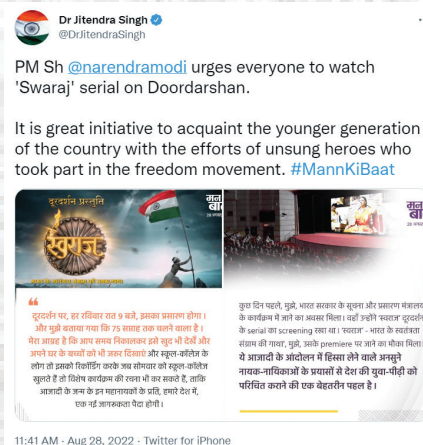 Dr Jitendra Singh
@DrJitendraSingh
PM Sh @narendramodi urges everyone to watch
'Swaraj' serial on Doordarshan.
It is great initiative to acquaint the younger generation
of the country with the efforts of unsung heroes who
took part in the freedom movement. #MannKiBaat
दूरदर्शन प्रस्तुति
स्वराज
दूरदर्शन पर, हर रविवार रात 9 बजे, इसका प्रसारण होगा ।
और मुझे बताया गया कि 75 सप्ताह तक चलने वाला है ।
मेरा आग्रह है कि आप समय निकालकर इसे खुद भी देखें और
अपने घर के बच्चों को भी जरूर दिखाएं और स्कूल-कॉलेज के
लोग तो इसकी रिकॉर्डिंग करके जब सोमवार को स्कूल-कॉलेज
खुलते हैं तो विशेष कार्यक्रम की रचना भी कर सकते हैं, ताकि
आजादी के जन्म के इन महानायकों के प्रति, हमारे देश में,
एक नई जागरूकता पैदा होगी ।
मन
बा
कुछ दिन पहले, मुझे, भारत सरकार के सूचना और प्रसारण मंत्रालय
के कार्यक्रम में जाने का अवसर मिला । वहाँ उन्होंने 'स्वराज' दूरदर्शन
के serial का screening रखा था । 'स्वराज' - भारत के स्वतंत्रता
संग्राम की गाथा', मुझे, उसके premiere पर जाने का मौका मिला ।
ये आजादी के आंदोलन में हिस्सा लेने वाले अनसुने
नायक-नायिकाओं के प्रयासों से देश की युवा-पीढ़ी को
परिचित कराने की एक बेहतरीन पहल है ।
11:41 AM · Aug 28, 2022 · Twitter for iPhone